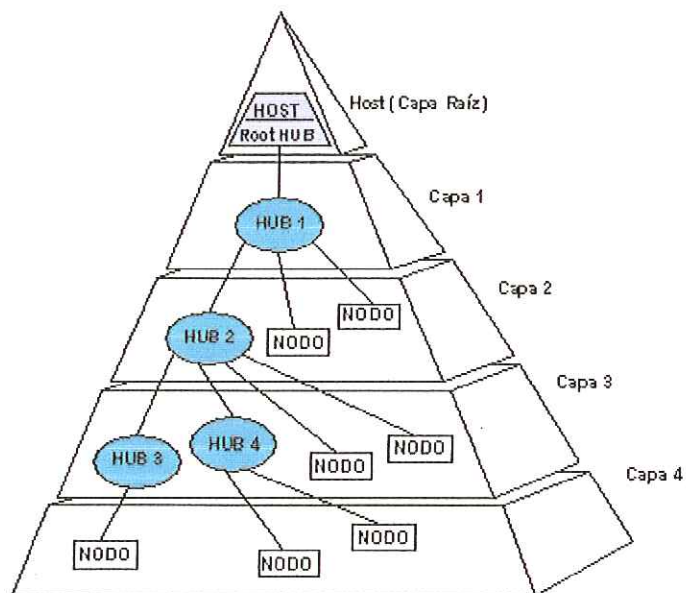 HOST
Root HUB
Host (Capa Raíz)
HUB 1
Capa 1
HUB 2
NODO
NODO
Capa 2
HUB 3
HUB 4
NODO
NODO
Capa 3
NODO
NODO
NODO
Capa 4